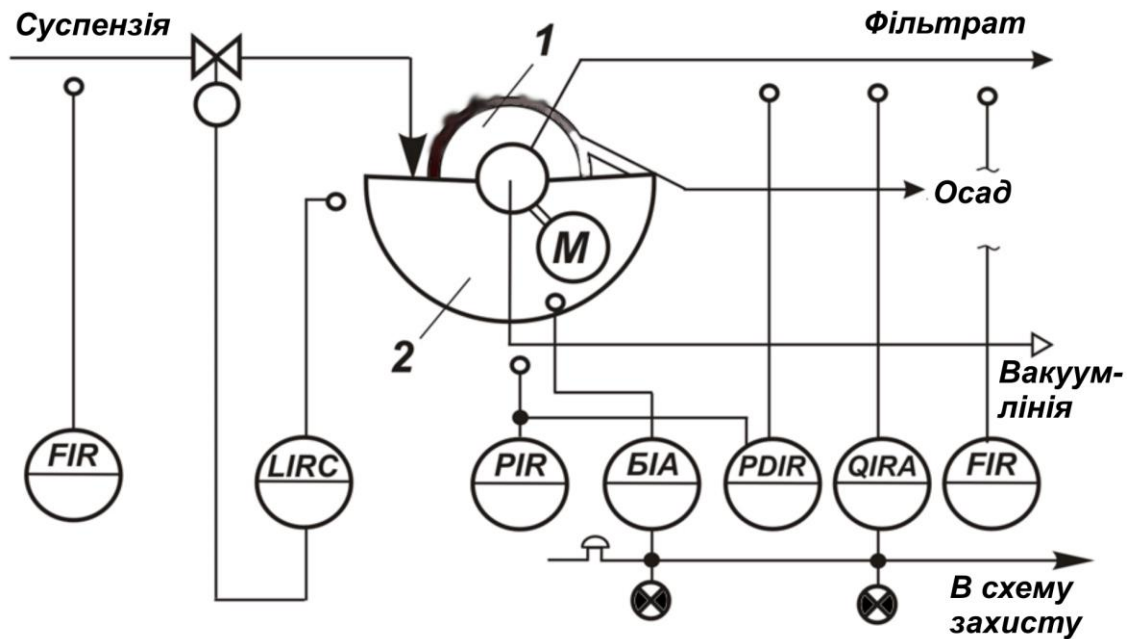 Суспензія
Фільтрат
1
Осад
М
2
Вакуум-
лінія
FIR
LIRC
PIR
БІА
PDIR
QIRA
FIR
В схему
захисту